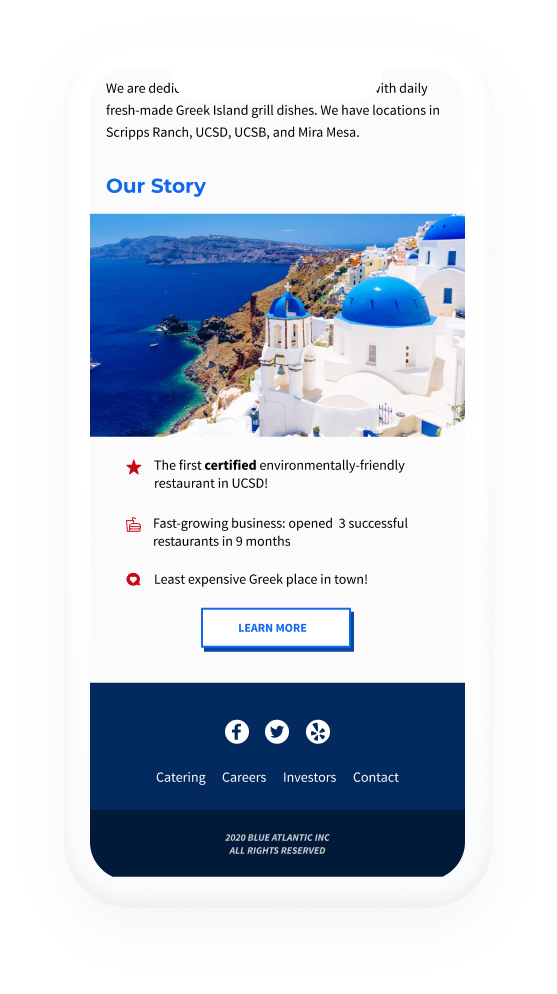 We are with daily
fresh-made Greek Island grill dishes. We have locations in
Scripps Ranch, UCSD, UCSB, and Mira Mesa.
Our Story
The first certified environmentally-friendly
restaurant in UCSD!
Fast-growing business: opened  3 successful
restaurants in 9 months
Least expensive Greek place in town!
LEARN MORE
Catering Careers Investors Contact
2020 BLUE ATLANTIC INC
ALL RIGHTS RESERVED